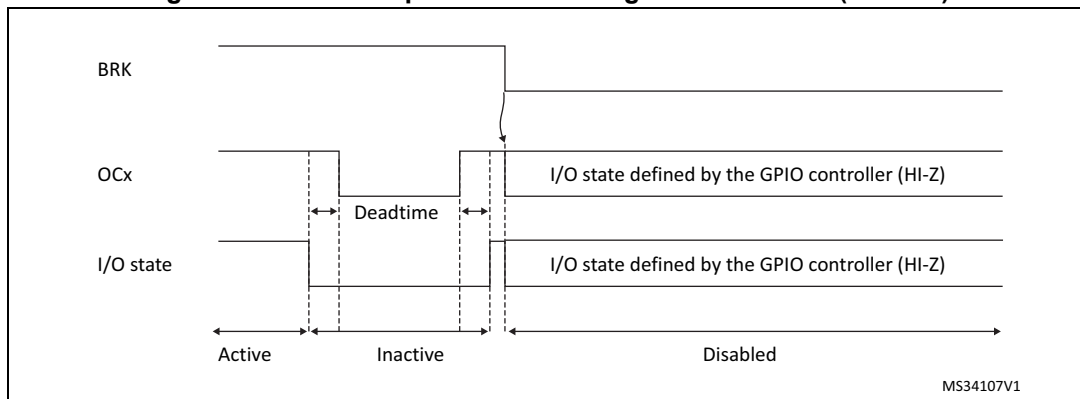 BRK
OCx
I/O state defined by the GPIO controller (HI-Z)
Deadtime
I/O state
I/O state defined by the GPIO controller (HI-Z)
Active
Inactive
Disabled
MS34107V1